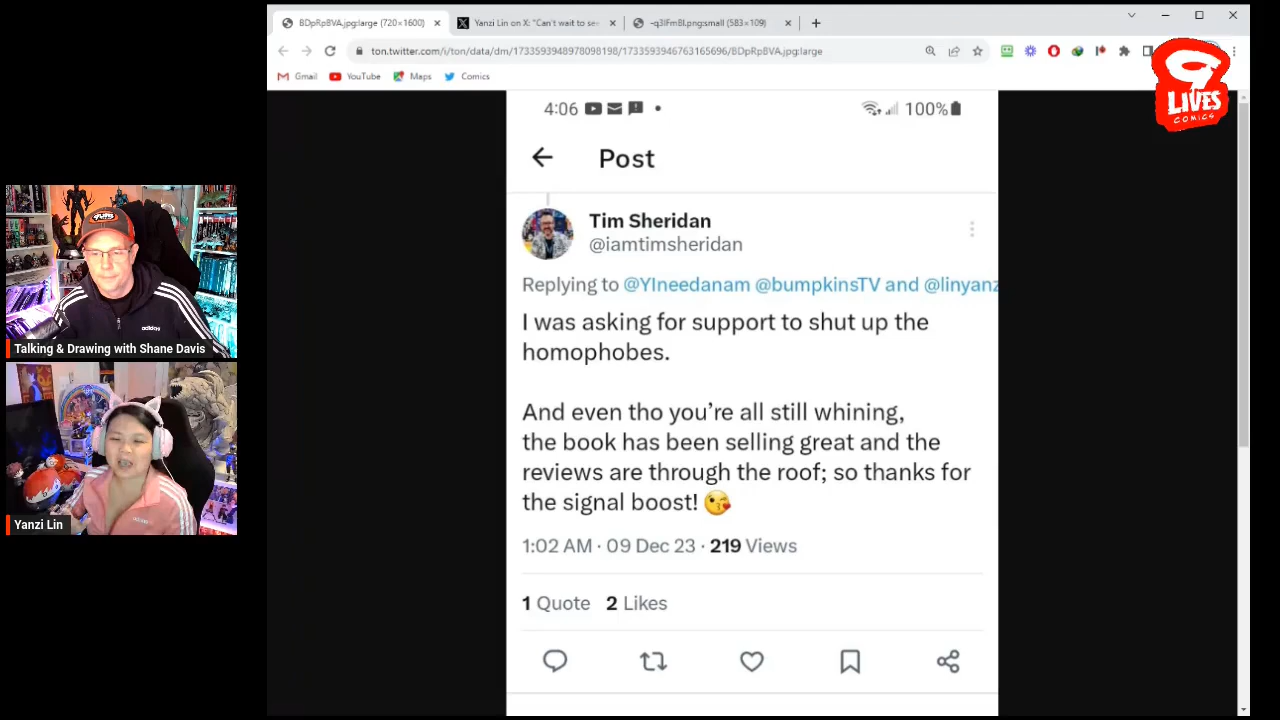 BDpRpBVA.jpg:large (720×1600)
Yanzi Lin on X: "Can't wait to see
~q3IFmBI.png:small (583×109)
ton.twitter.com/i/ton/data/dm/1733593948978098198/1733593946763165696/BDpRpBVA.jpg:large
Gmail
YouTube
Maps
Comics
9
LIVES
COMICS
4:06
100%
Post
Tim Sheridan
@iamtimsheridan
Replying to @YIneedanam @bumpkinsTV and @linyanz
I was asking for support to shut up the
homophobes.
And even tho you're all still whining,
the book has been selling great and the
reviews are through the roof; so thanks for
the signal boost! 😘
1:02 AM · 09 Dec 23 · 219 Views
1 Quote 2 Likes
Talking & Drawing with Shane Davis
Yanzi Lin